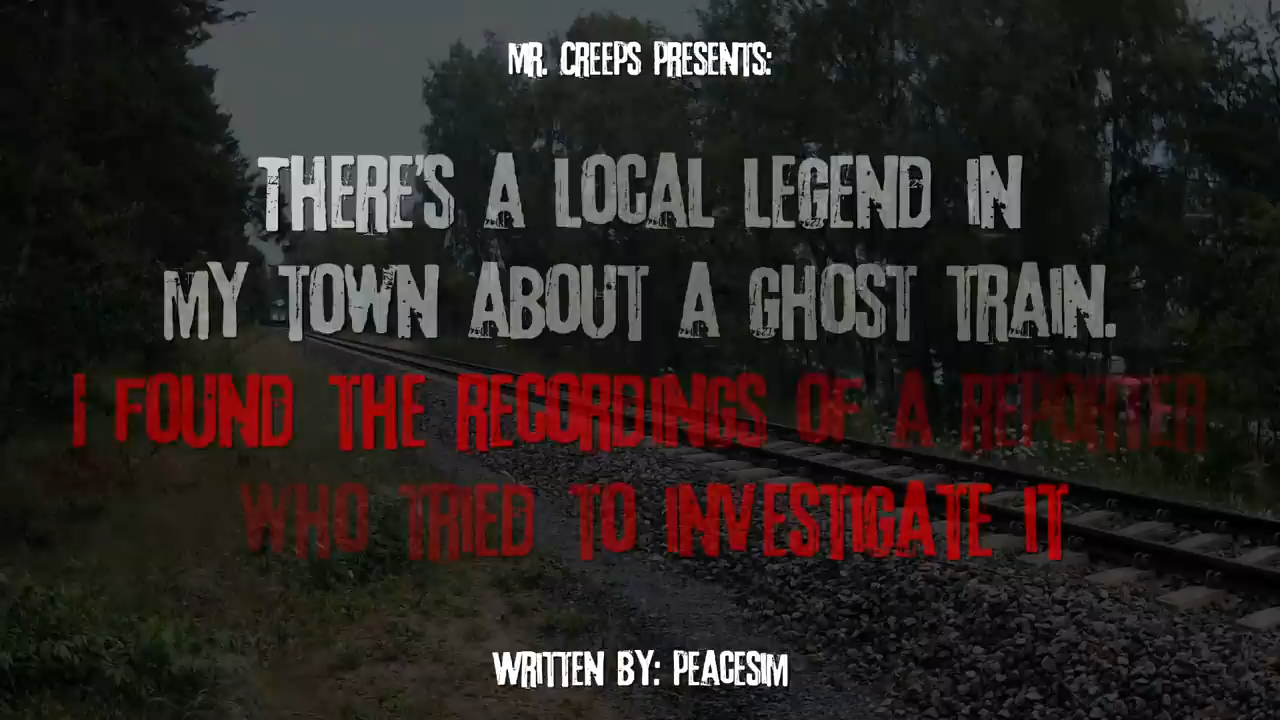 MR. CREEPS PRESENTS:
THERE'S A LOCAL LEGEND IN
MY TOWN ABOUT A GHOST TRAIN.
I FOUND THE RECORDINGS OF A REPORTER
WHO TRIED TO INVESTIGATE IT
WRITTEN BY: PEACESIM